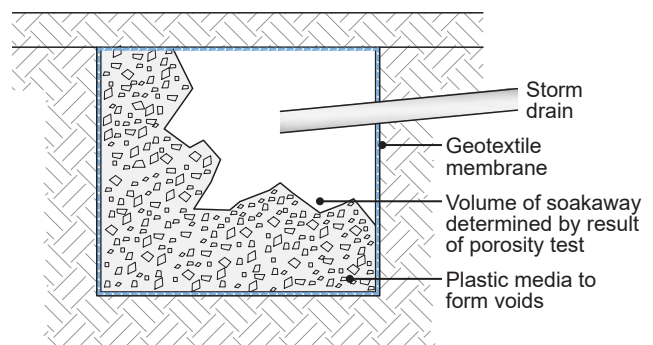 Storm
drain
Geotextile
membrane
Volume of soakaway
determined by result
of porosity test
Plastic media to
form voids